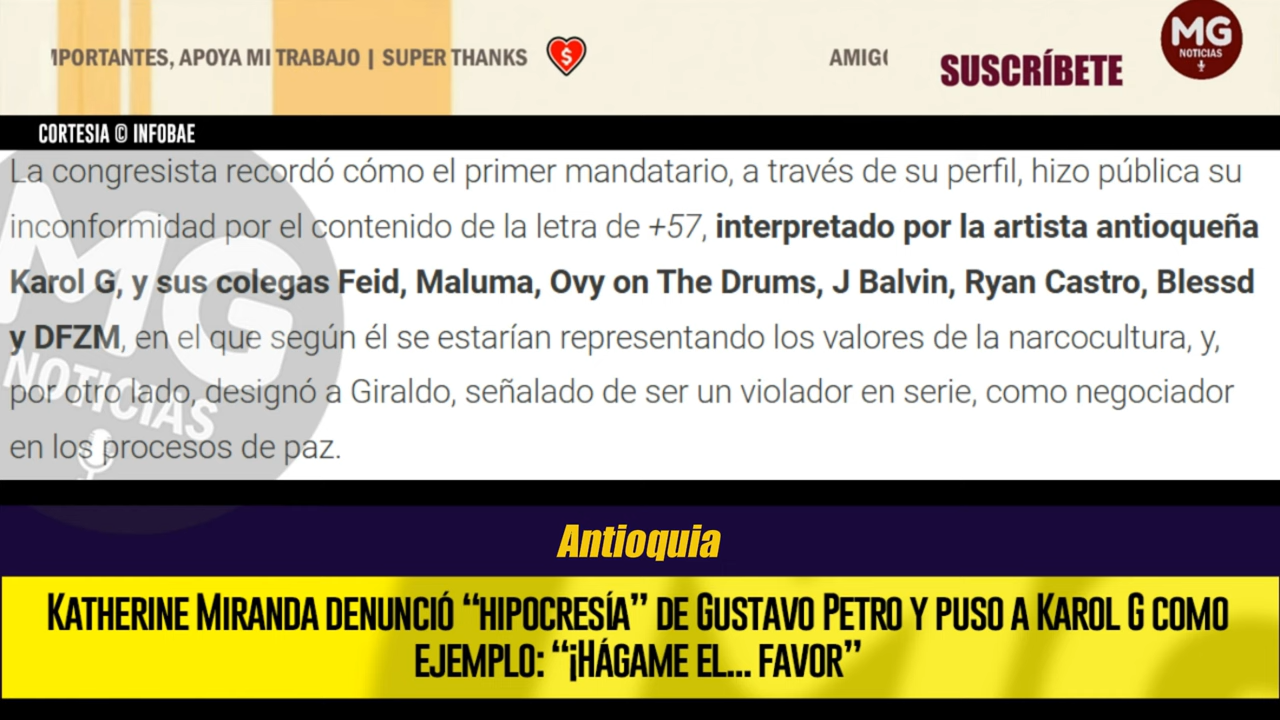 IMPORTANTES, APOYA MI TRABAJO | SUPER THANKS
AMIG
SUSCRÍBETE
MG
NOTICIAS
CORTESIA © INFOBAE
La congresista recordó cómo el primer mandatario, a través de su perfil, hizo pública su
inconformidad por el contenido de la letra de +57, interpretado por la artista antioqueña
Karol G, y sus colegas Feid, Maluma, Ovy on The Drums, J Balvin, Ryan Castro, Blessd
y DFZM, en el que según él se estarían representando los valores de la narcocultura, y,
por otro lado, designó a Giraldo, señalado de ser un violador en serie, como negociador
en los procesos de paz.
MG
NOTICIAS
Antioquia
KATHERINE MIRANDA DENUNCIÓ “HIPOCRESÍA” DE GUSTAVO PETRO Y PUSO A KAROL G COMO
EJEMPLO: “¡HÁGAME EL... FAVOR”